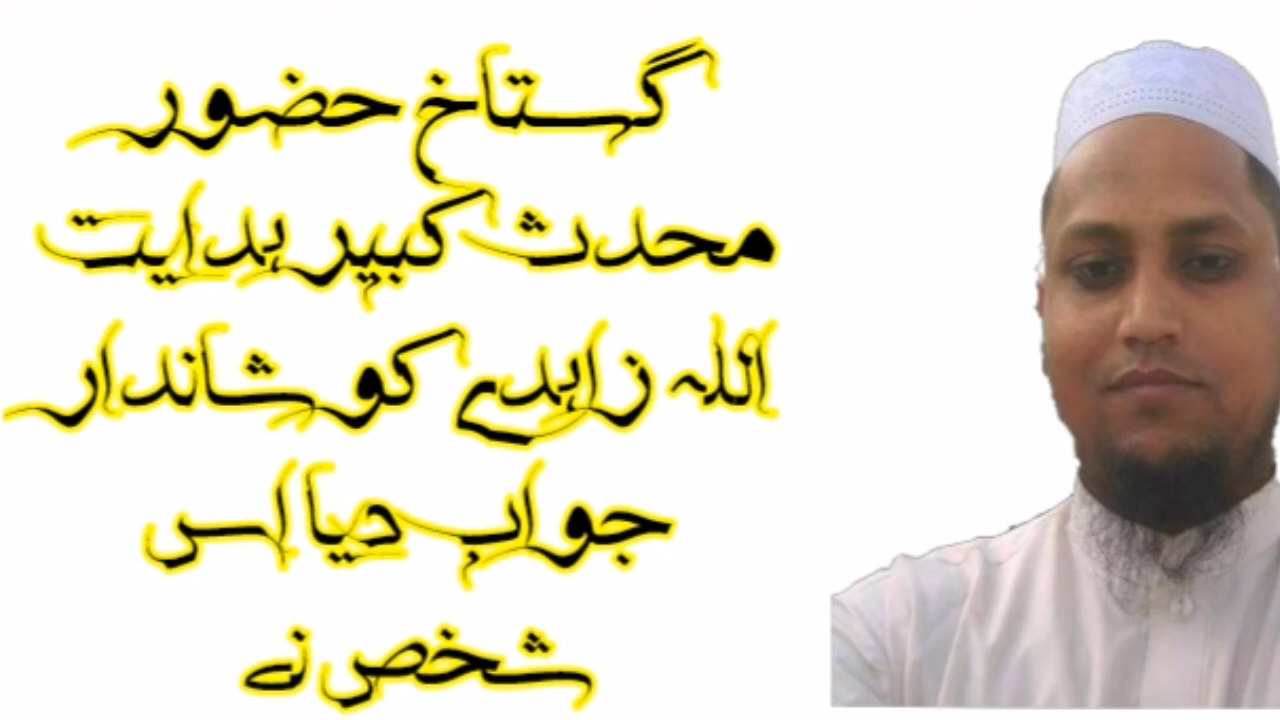 گستاخ حضور
محدث کبیر ہدایت
اللہ زاہدی کو شاندار
جواب دیا اس
شخص نے